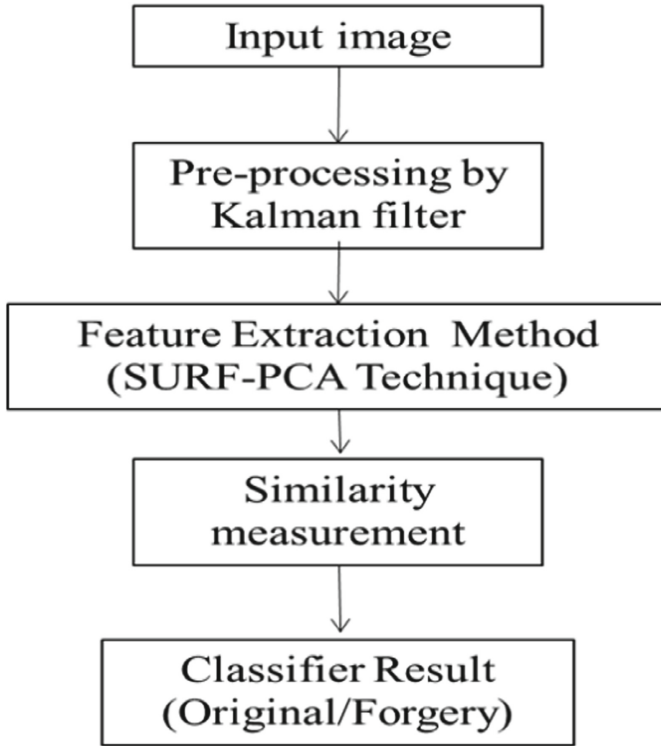 Input image
Pre-processing by
Kalman filter
Feature Extraction Method
(SURF-PCA Technique)
Similarity
measurement
Classifier Result
(Original/Forgery)